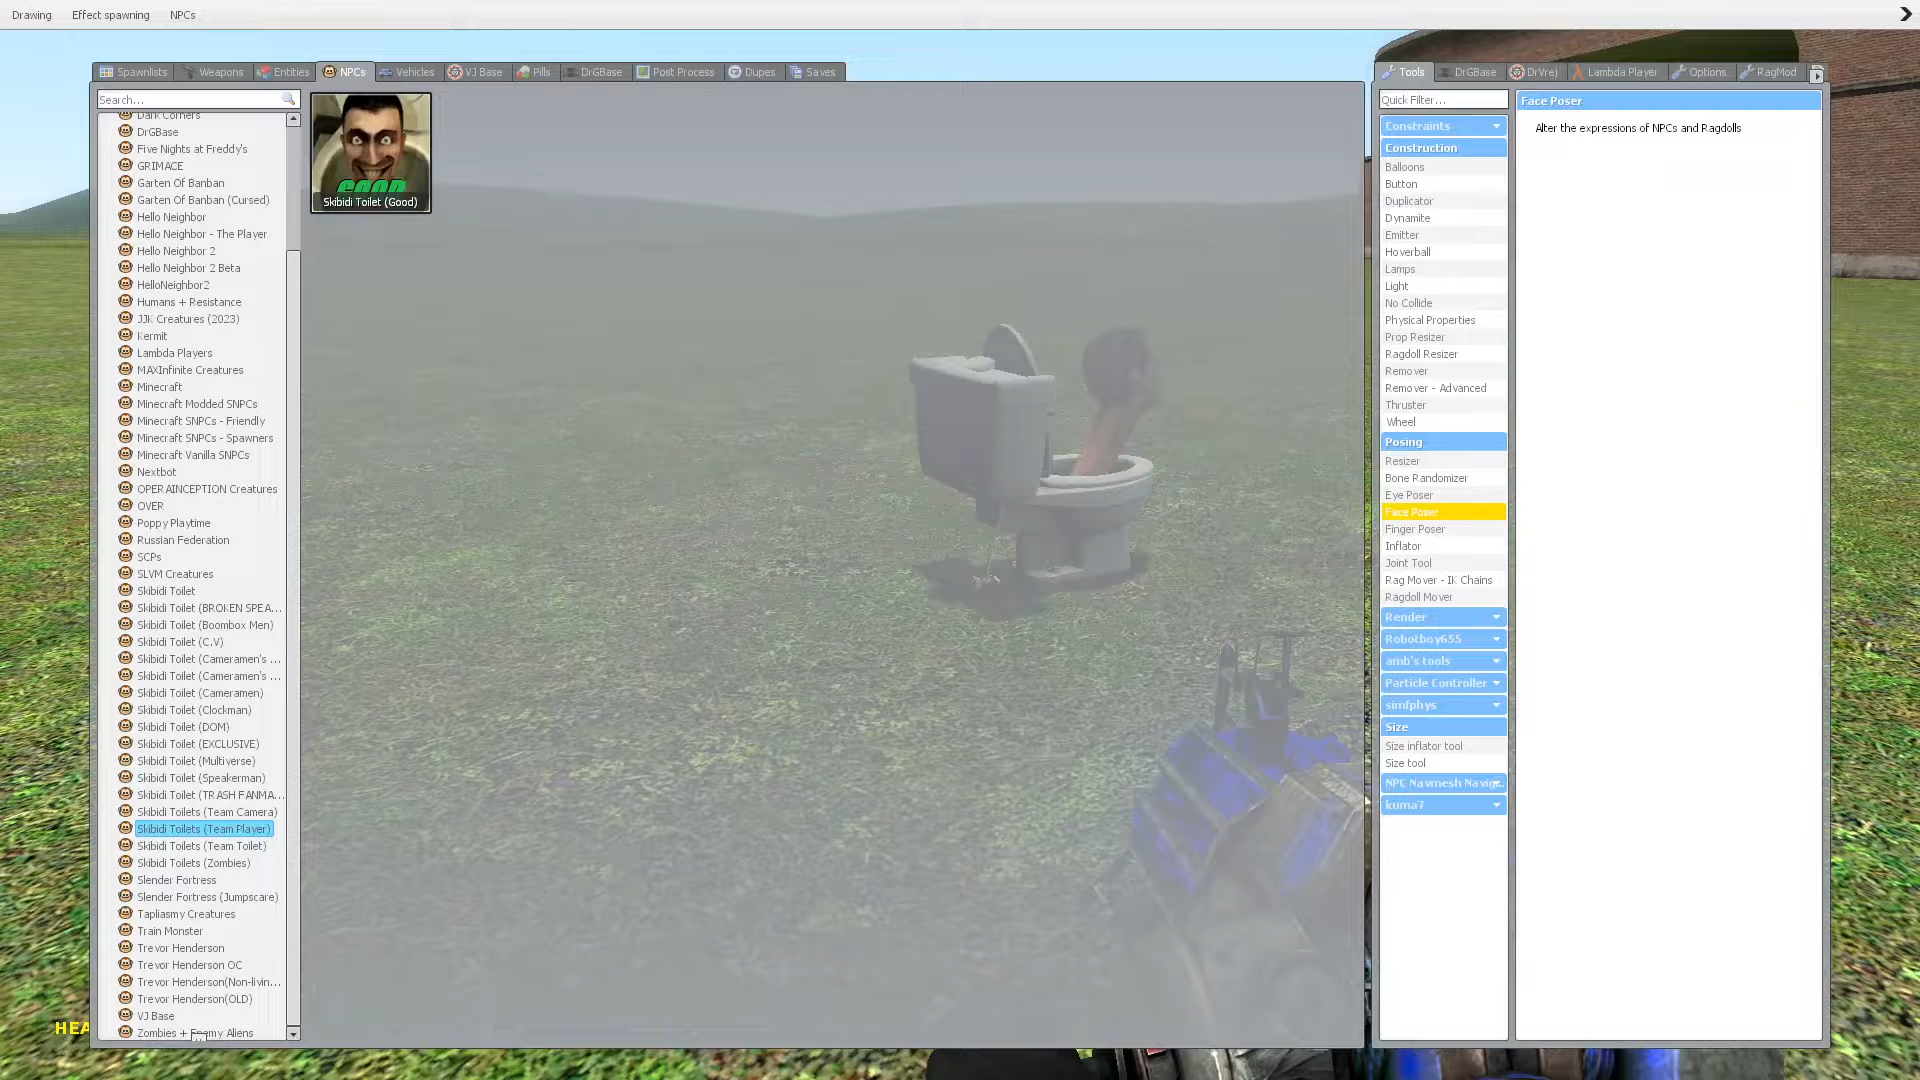 Drawing Effect spawning NPCs
Spawnlists Weapons Entities NPCs Vehicles VJ Base Pills DrGBase Post Process Dupes Saves
Search...
Dark Corners
DrGBase
Five Nights at Freddy's
GRIMACE
Garten Of Banban
Garten Of Banban (Cursed)
Hello Neighbor
Hello Neighbor - The Player
Hello Neighbor 2
Hello Neighbor 2 Beta
HelloNeighbor2
Humans + Resistance
JJK Creatures (2023)
Kermit
Lambda Players
MAXInfinite Creatures
Minecraft
Minecraft Modded SNPCs
Minecraft SNPCs - Friendly
Minecraft SNPCs - Spawners
Minecraft Vanilla SNPCs
Nextbot
OPERAINCEPTION Creatures
OVER
Poppy Playtime
Russian Federation
SCPs
SLVM Creatures
Skibidi Toilet
Skibidi Toilet (BROKEN SPEA...
Skibidi Toilet (Boombox Men)
Skibidi Toilet (C.V)
Skibidi Toilet (Cameramen's ...
Skibidi Toilet (Cameramen's ...
Skibidi Toilet (Cameramen)
Skibidi Toilet (Clockman)
Skibidi Toilet (DOM)
Skibidi Toilet (EXCLUSIVE)
Skibidi Toilet (Multiverse)
Skibidi Toilet (Speakerman)
Skibidi Toilet (TRASH FANMA...
Skibidi Toilets (Team Camera)
Skibidi Toilets (Team Player)
Skibidi Toilets (Team Toilet)
Skibidi Toilets (Zombies)
Slender Fortress
Slender Fortress (Jumpscare)
Tapliasmy Creatures
Train Monster
Trevor Henderson
Trevor Henderson OC
Trevor Henderson(Non-livin...
Trevor Henderson(OLD)
VJ Base
Zombies + Enemy Aliens
HEA
GOOD
Skibidi Toilet (Good)
Tools DrGBase DrVrej Lambda Player Options RagMod
Quick Filter...
Constraints
Construction
Balloons
Button
Duplicator
Dynamite
Emitter
Hoverball
Lamps
Light
No Collide
Physical Properties
Prop Resizer
Ragdoll Resizer
Remover
Remover - Advanced
Thruster
Wheel
Posing
Resizer
Bone Randomizer
Eye Poser
Face Poser
Finger Poser
Inflator
Joint Tool
Rag Mover - IK Chains
Ragdoll Mover
Render
Robotboy655
amb's tools
Particle Controller
simfphys
Size
Size inflator tool
Size tool
NPC Navmesh Navig...
kuma7
Face Poser
Alter the expressions of NPCs and Ragdolls